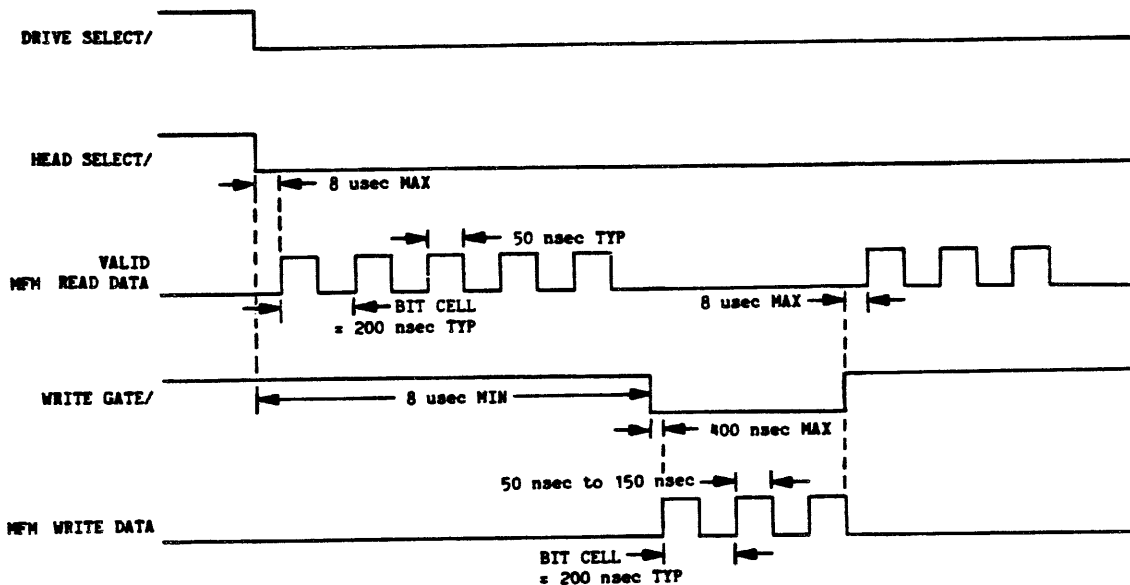 DRIVE SELECT/
HEAD SELECT/
8 usec MAX
50 nsec TYP
VALID
MFM READ DATA
8 usec MAX
BIT CELL
= 200 nsec TYP
WRITE GATE/
8 usec MIN
400 nsec MAX
50 nsec to 150 nsec
MFM WRITE DATA
BIT CELL
= 200 nsec TYP